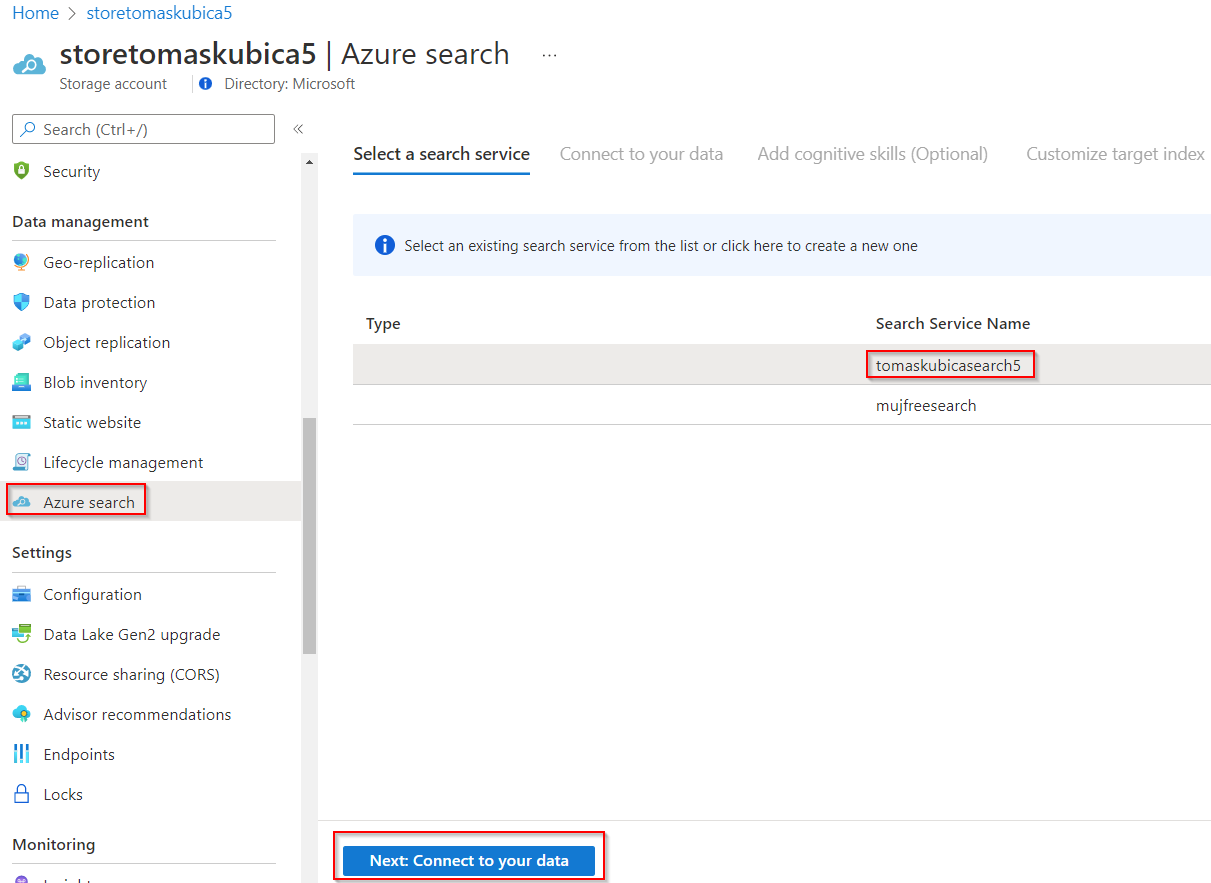 Home > storetomaskubica5
storetomaskubica5 | Azure search ...
Storage account
Directory: Microsoft
Search (Ctrl+/)
«
Security
Data management
Geo-replication
Data protection
Object replication
Blob inventory
Static website
Lifecycle management
Azure search
Settings
Configuration
Data Lake Gen2 upgrade
Resource sharing (CORS)
Advisor recommendations
Endpoints
Locks
Monitoring
Select a search service
Connect to your data
Add cognitive skills (Optional)
Customize target index
Select an existing search service from the list or click here to create a new one
Type
Search Service Name
tomaskubicasearch5
mujfreesearch
Next: Connect to your data